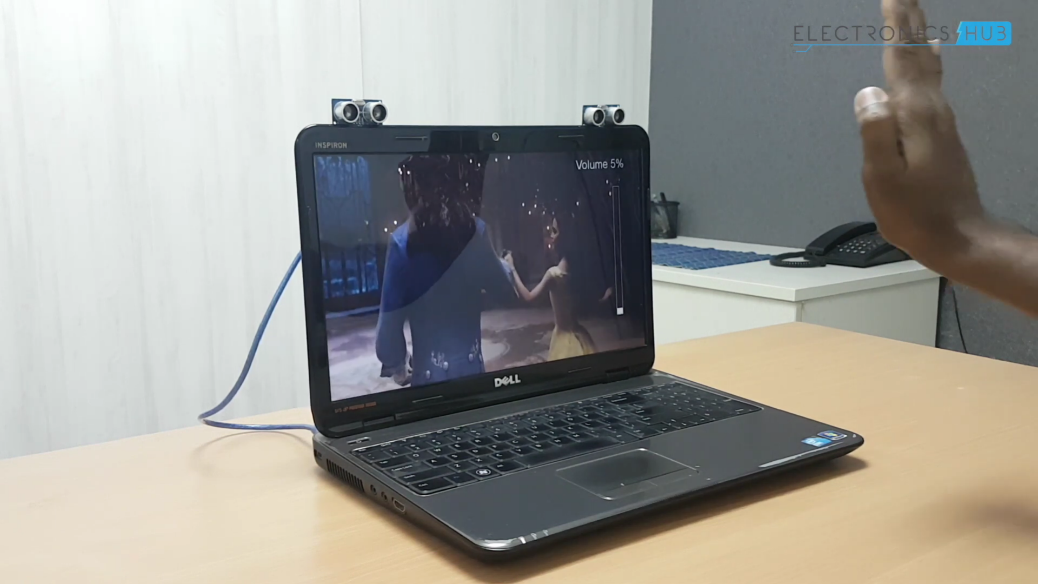 ELECTRONICS HUB
INSPIRON
Volume 5%
DELL